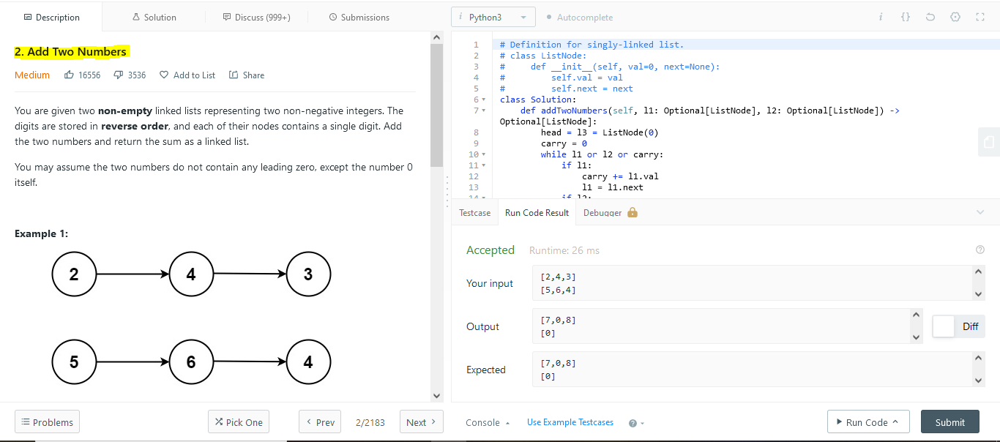 Description
Solution
Discuss (999+)
Submissions
2. Add Two Numbers
Medium 16556 3536 Add to List Share
You are given two non-empty linked lists representing two non-negative integers. The
digits are stored in reverse order, and each of their nodes contains a single digit. Add
the two numbers and return the sum as a linked list.
You may assume the two numbers do not contain any leading zero, except the number 0
itself.
Example 1:
2 4 3
5 6 4
Problems
Pick One
Prev
2/2183
Next
i Python3
Autocomplete
i {}
1 # Definition for singly-linked list.
2 # class ListNode:
3 #     def __init__(self, val=0, next=None):
4 #         self.val = val
5 #         self.next = next
6 class Solution:
7     def addTwoNumbers(self, l1: Optional[ListNode], l2: Optional[ListNode]) ->
Optional[ListNode]:
8         head = l3 = ListNode(0)
9         carry = 0
10         while l1 or l2 or carry:
11             if l1:
12                 carry += l1.val
13                 l1 = l1.next
14             if l2:
Testcase
Run Code Result
Debugger
Accepted Runtime: 26 ms
Your input
[2,4,3]
[5,6,4]
Output
[7,0,8]
[0]
Diff
Expected
[7,0,8]
[0]
Console
Use Example Testcases
?
Run Code
Submit